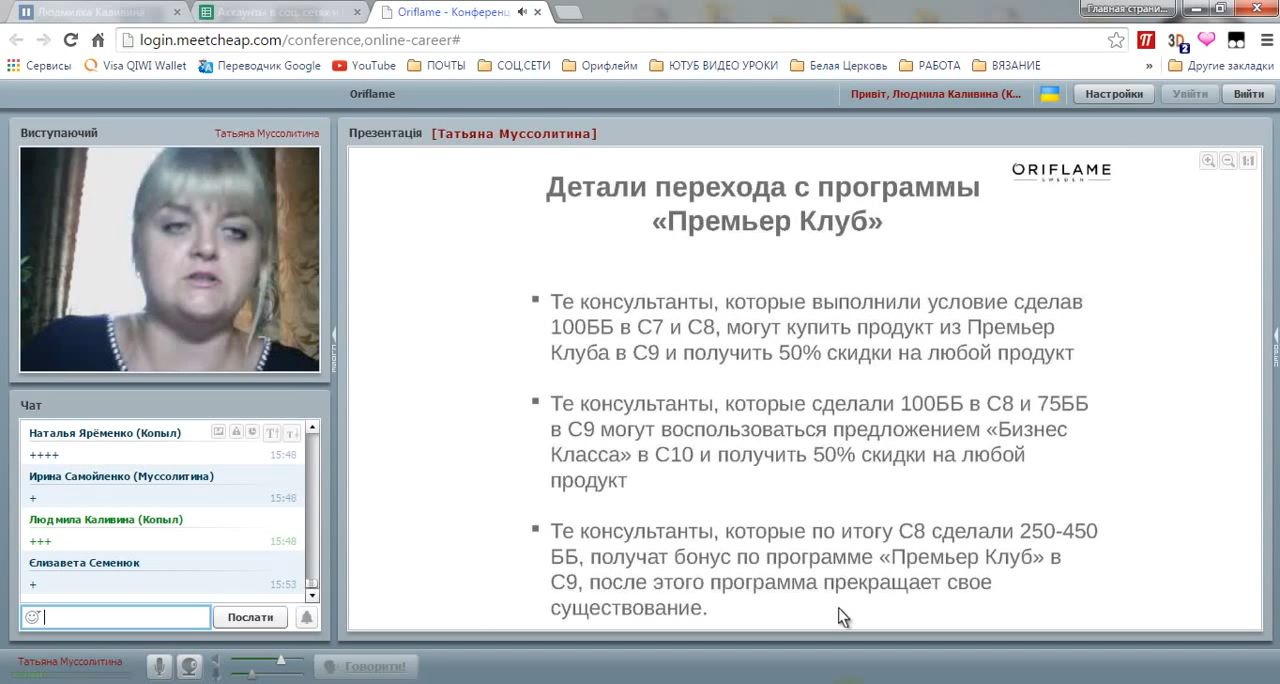 Людмилка Каливина
Аккаунты в соц. сетях
Oriflame - Конференц
Главная страни...
login.meetcheap.com/conference,online-career#
Сервисы
Visa QIWI Wallet
Переводчик Google
YouTube
ПОЧТЫ
СОЦ,СЕТИ
Орифлейм
ЮТУБ ВИДЕО УРОКИ
Белая Церковь
РАБОТА
ВЯЗАНИЕ
»
Другие закладки
Oriflame
Привіт, Людмила Каливина (К...
Настройки
Увійти
Выйти
Виступаючий
Татьяна Муссолитина
Презентація [Татьяна Муссолитина]
1:1
ORIFLAME
SWEDEN
Детали перехода с программы
«Премьер Клуб»
▪ Те консультанты, которые выполнили условие сделав
100ББ в С7 и С8, могут купить продукт из Премьер
Клуба в С9 и получить 50% скидки на любой продукт
▪ Те консультанты, которые сделали 100ББ в С8 и 75ББ
в С9 могут воспользоваться предложением «Бизнес
Класса» в С10 и получить 50% скидки на любой
продукт
▪ Те консультанты, которые по итогу С8 сделали 250-450
ББ, получат бонус по программе «Премьер Клуб» в
С9, после этого программа прекращает свое
существование.
Чат
Наталья Ярёменко (Копыл)
++++ 15:48
Ирина Самойленко (Муссолитина)
+ 15:48
Людмила Каливина (Копыл)
+++ 15:48
Єлизавета Семенюк
+ 15:53
Послати
Татьяна Муссолитина
Говорити!